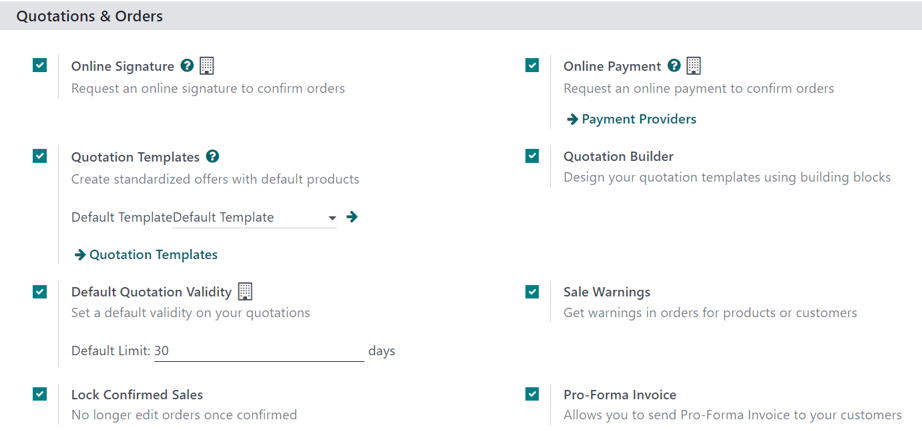 Quotations & Orders
Online Signature
Request an online signature to confirm orders
Online Payment
Request an online payment to confirm orders
Payment Providers
Quotation Templates
Create standardized offers with default products
Default Template Default Template
Quotation Templates
Quotation Builder
Design your quotation templates using building blocks
Default Quotation Validity
Set a default validity on your quotations
Default Limit: 30 days
Sale Warnings
Get warnings in orders for products or customers
Lock Confirmed Sales
No longer edit orders once confirmed
Pro-Forma Invoice
Allows you to send Pro-Forma Invoice to your customers